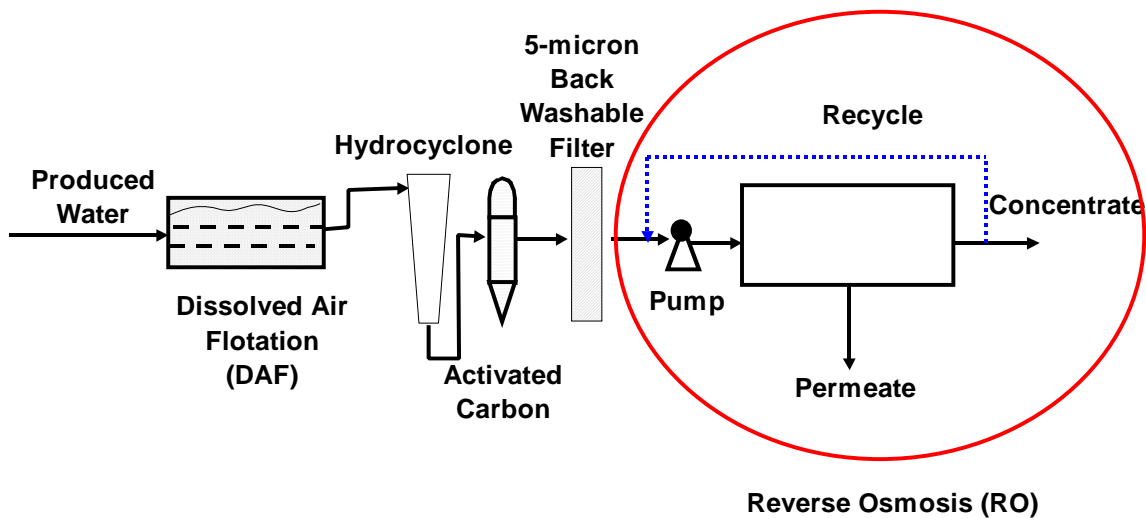 Produced
Water
Dissolved Air
Flotation
(DAF)
Hydrocyclone
Activated
Carbon
5-micron
Back
Washable
Filter
Recycle
Pump
Concentrate
Permeate
Reverse Osmosis (RO)